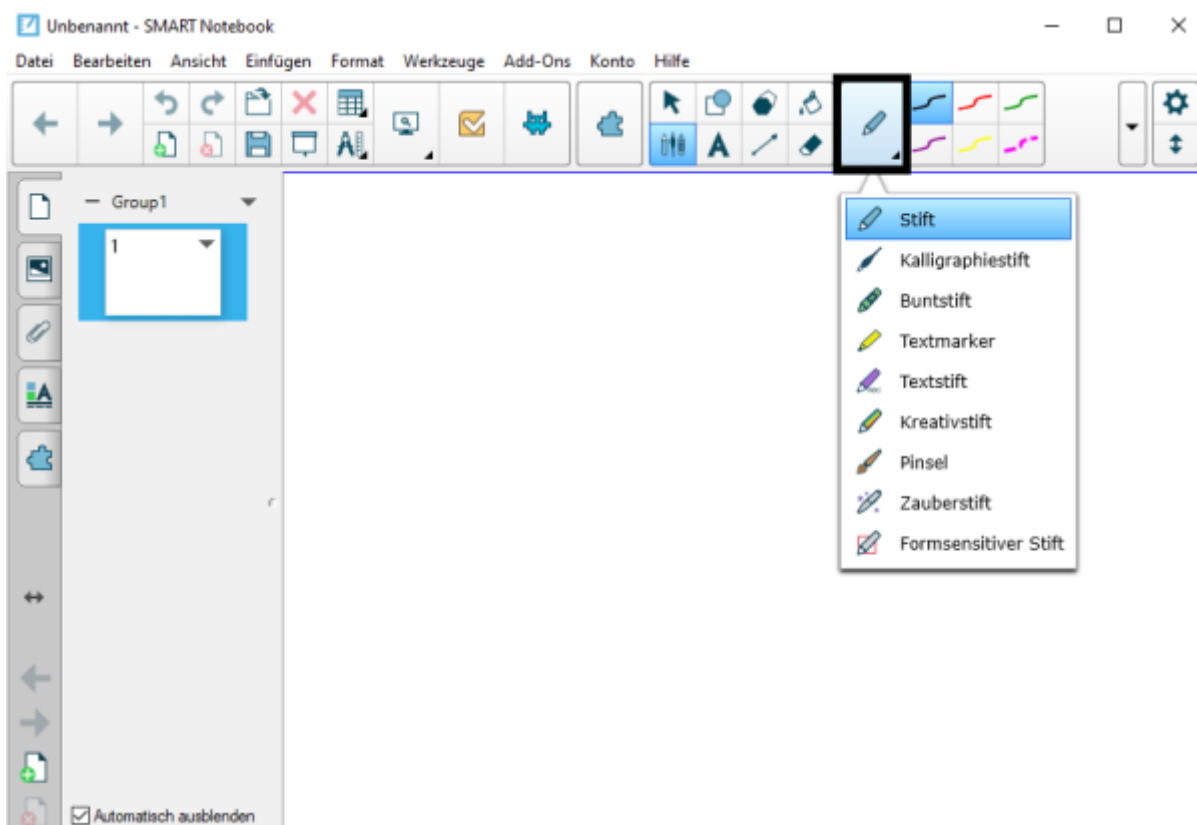 Unbenannt - SMART Notebook
Datei Bearbeiten Ansicht Einfügen Format Werkzeuge Add-Ons Konto Hilfe
Group1
1
Stift
Kalligraphiestift
Buntstift
Textmarker
Textstift
Kreativstift
Pinsel
Zauberstift
Formsensitiver Stift
Automatisch ausblenden